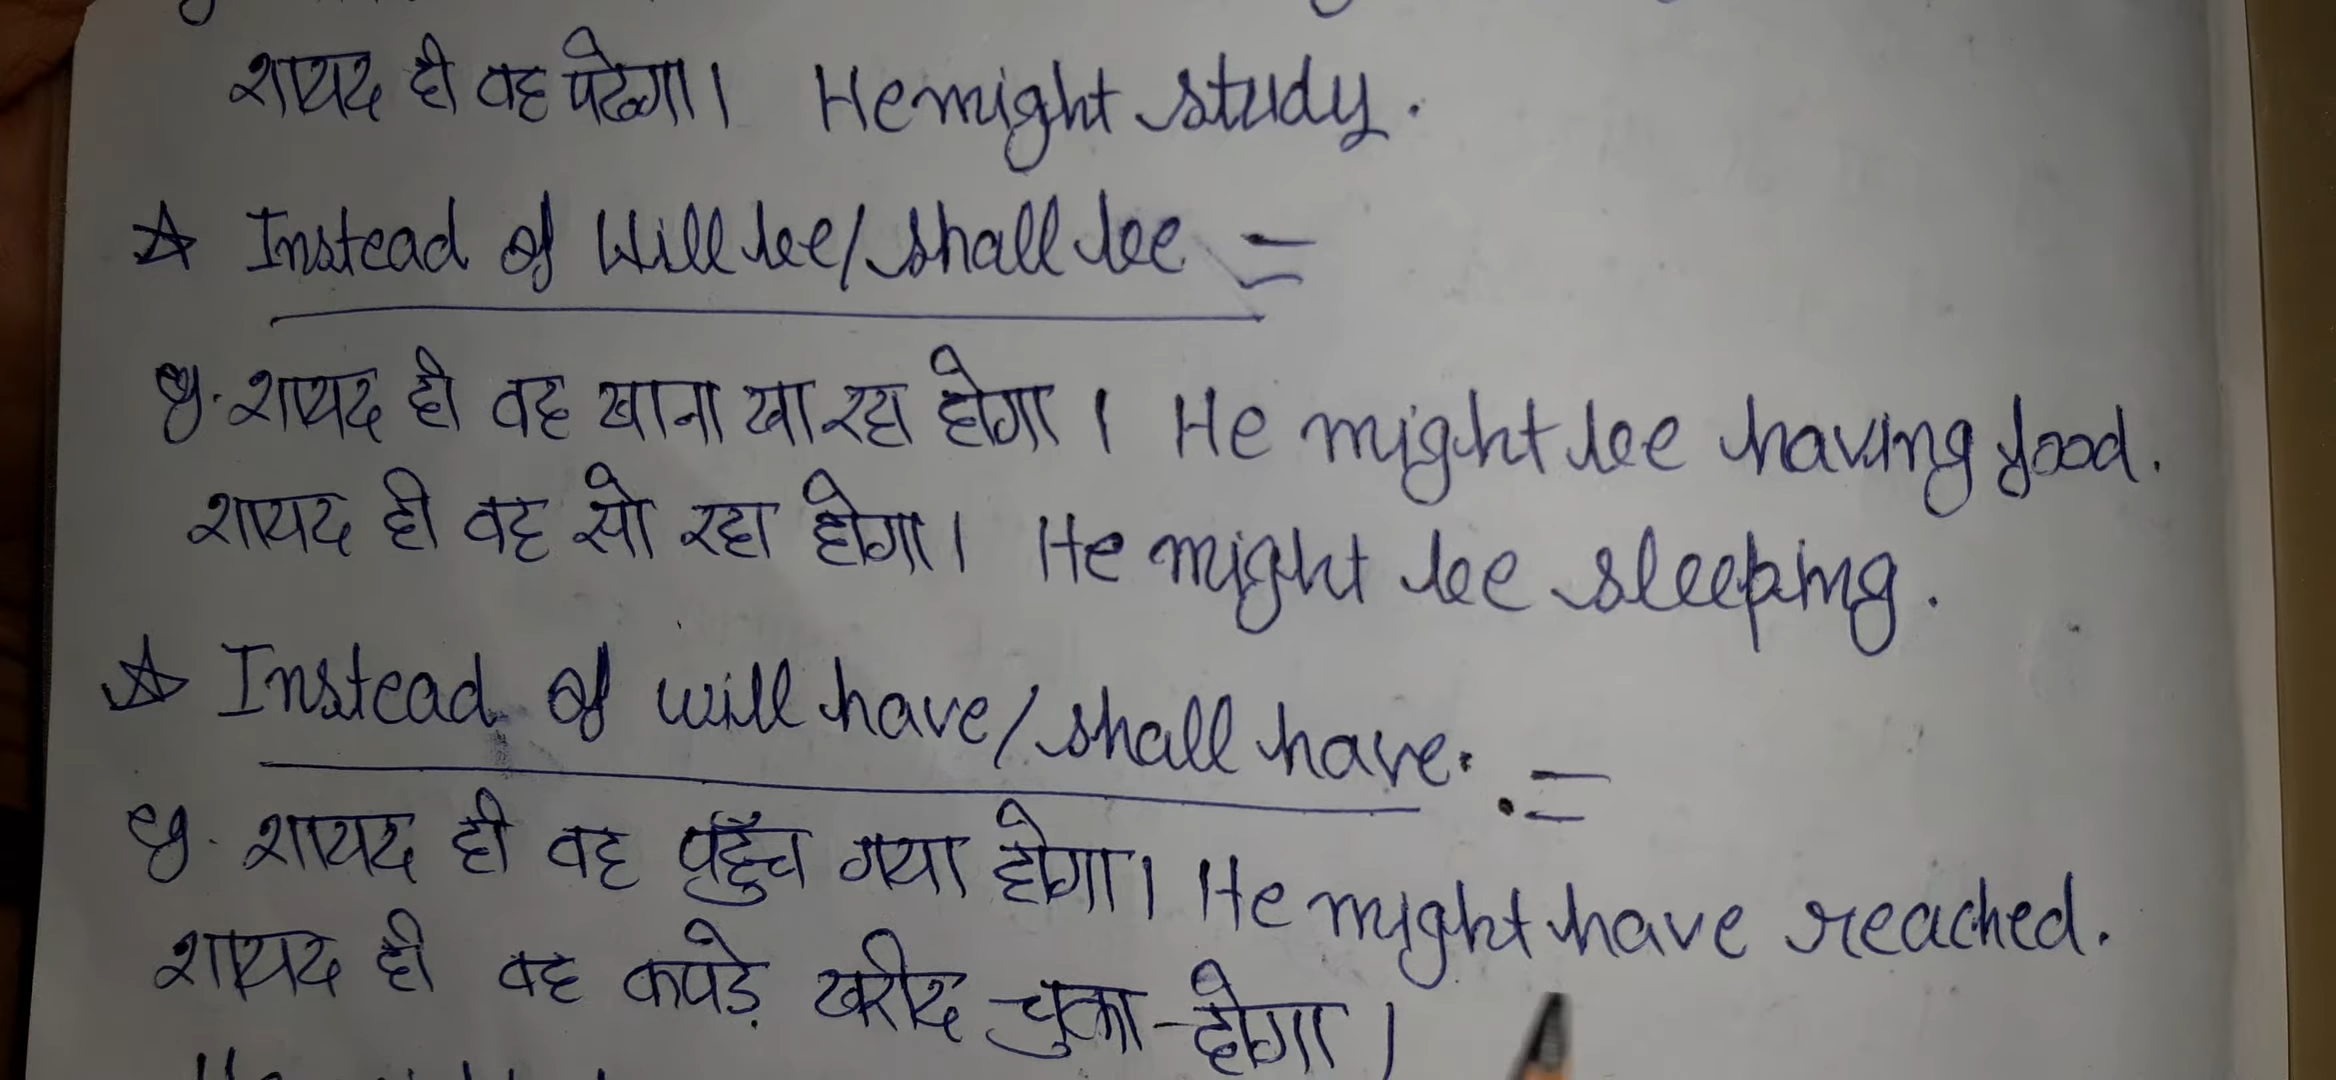 शायद ही वह पढेगा। He might study.
☆ Instead of Will be/shall be =
eg. शायद ही वह खाना खा रहा होगा। He might be having food.
शायद ही वह सो रहा होगा। He might be sleeping.
☆ Instead of will have/shall have. =
eg. शायद ही वह पहुँच गया होगा। He might have reached.
शायद ही वह कपड़े खरीद चुका होगा।